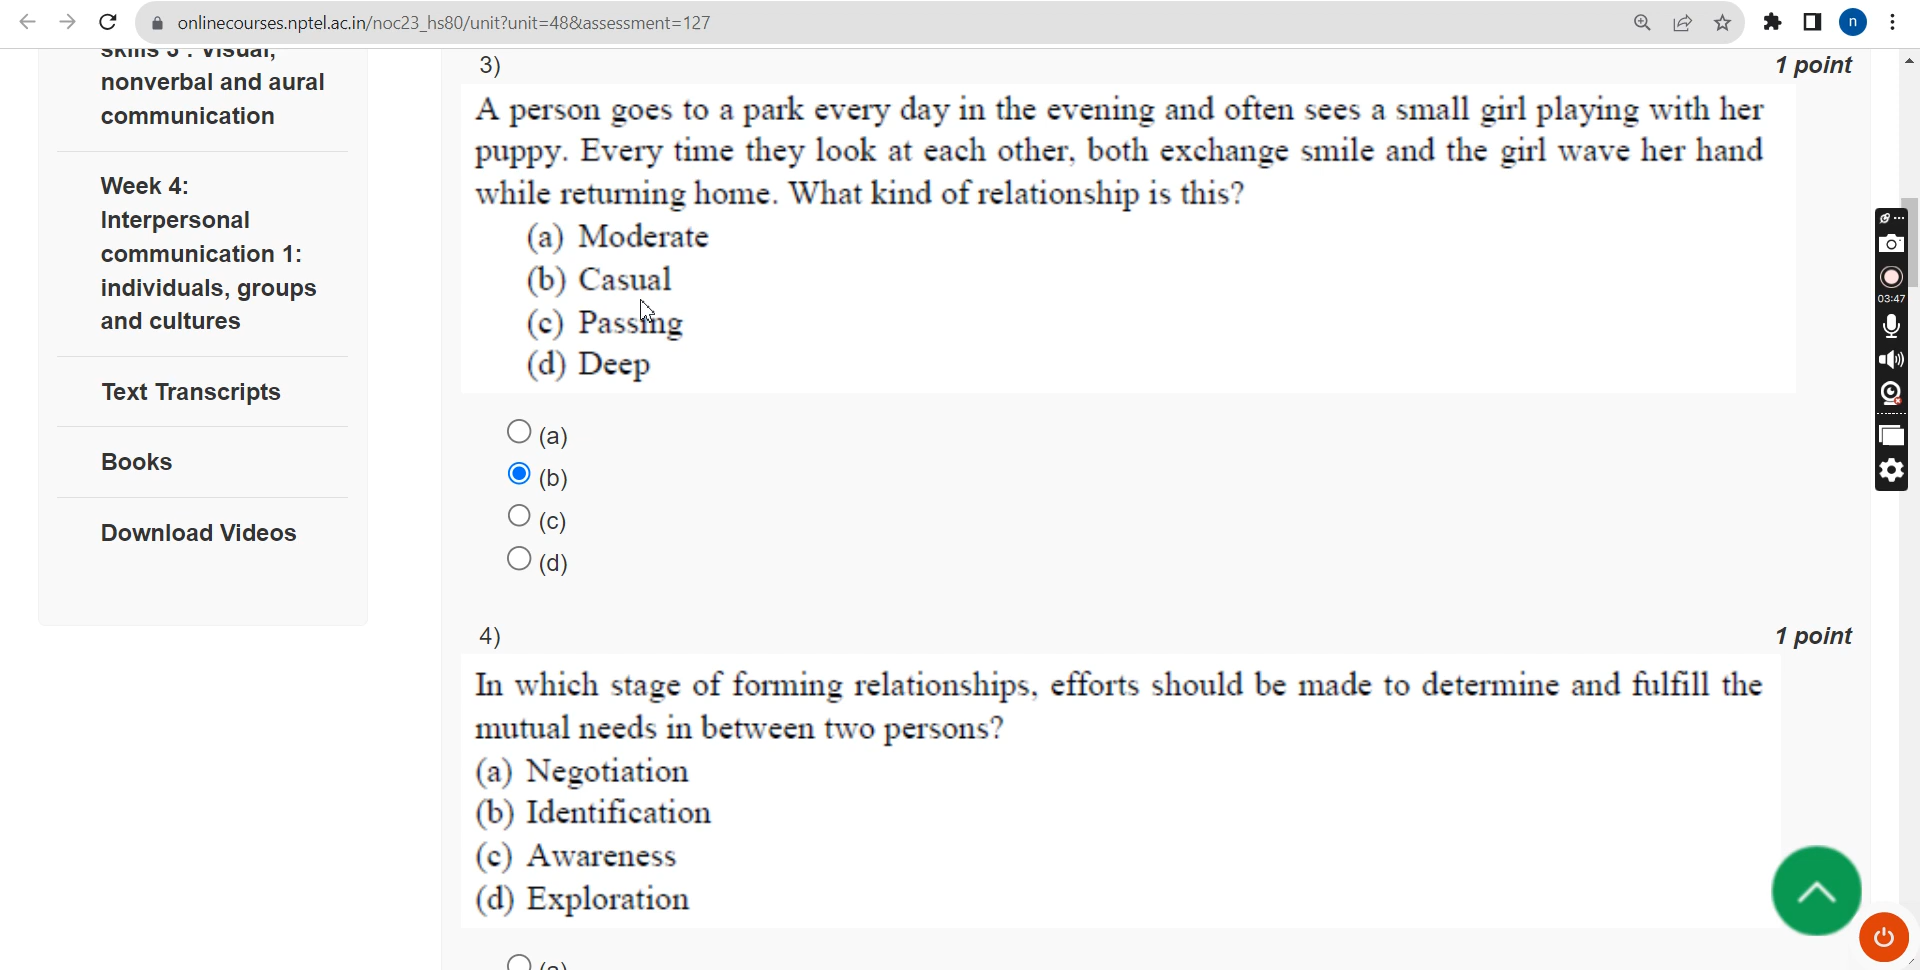 onlinecourses.nptel.ac.in/noc23_hs80/unit?unit=48&assessment=127
n
skills 3 : Visual,
nonverbal and aural
communication
Week 4:
Interpersonal
communication 1:
individuals, groups
and cultures
Text Transcripts
Books
Download Videos
3)
1 point
A person goes to a park every day in the evening and often sees a small girl playing with her
puppy. Every time they look at each other, both exchange smile and the girl wave her hand
while returning home. What kind of relationship is this?
(a) Moderate
(b) Casual
(c) Passing
(d) Deep
(a)
(b)
(c)
(d)
4)
1 point
In which stage of forming relationships, efforts should be made to determine and fulfill the
mutual needs in between two persons?
(a) Negotiation
(b) Identification
(c) Awareness
(d) Exploration
(a)
03:47